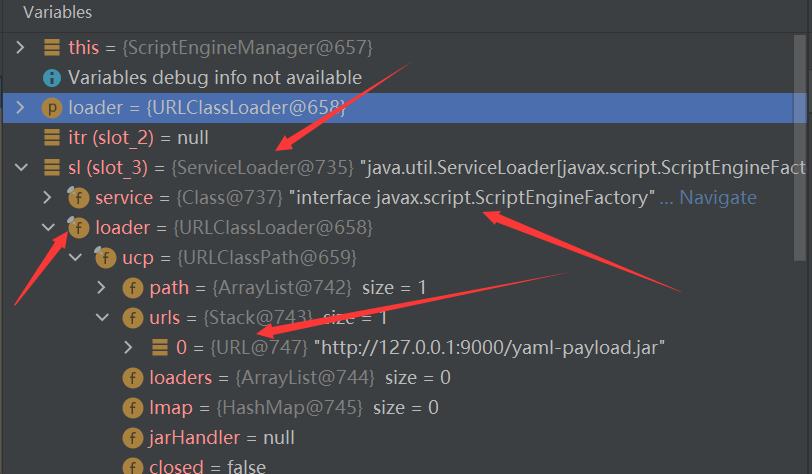 Variables
this = {ScriptEngineManager@657}
Variables debug info not available
p loader = {URLClassLoader@658}
itr (slot_2) = null
sl (slot_3) = {ServiceLoader@735} "java.util.ServiceLoader[javax.script.ScriptEngineFact
f service = {Class@737} "interface javax.script.ScriptEngineFactory" ... Navigate
f loader = {URLClassLoader@658}
f ucp = {URLClassPath@659}
f path = {ArrayList@742} size = 1
f urls = {Stack@743} size = 1
0 = {URL@747} "http://127.0.0.1:9000/yaml-payload.jar"
f loaders = {ArrayList@744} size = 0
f lmap = {HashMap@745} size = 0
f jarHandler = null
f closed = false